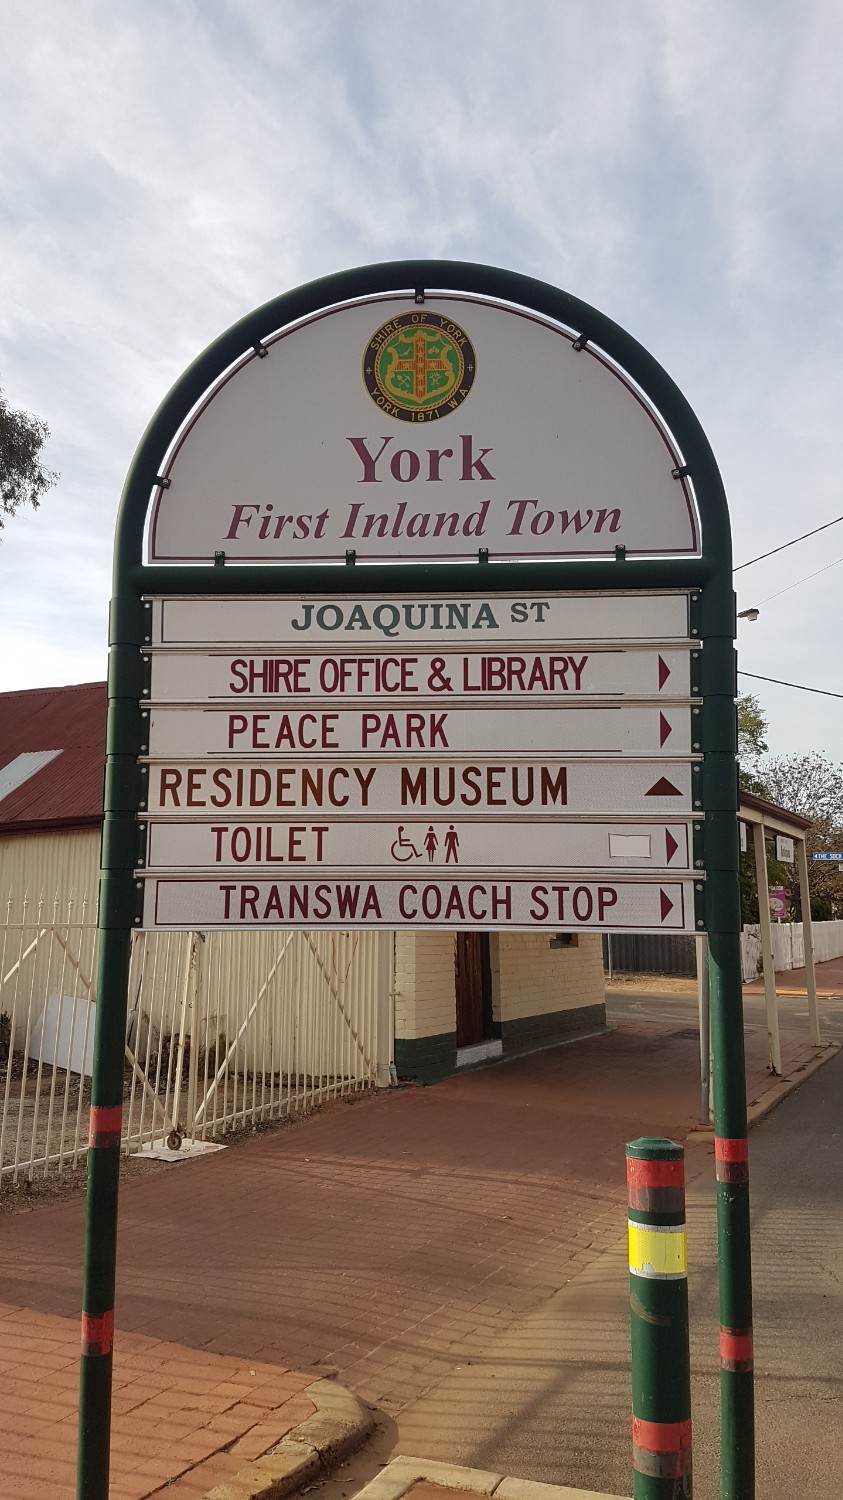 SHIRE OF YORK
YORK 1871 W A
York
First Inland Town
JOAQUINA ST
SHIRE OFFICE & LIBRARY
PEACE PARK
RESIDENCY MUSEUM
TOILET
TRANSWA COACH STOP
THE